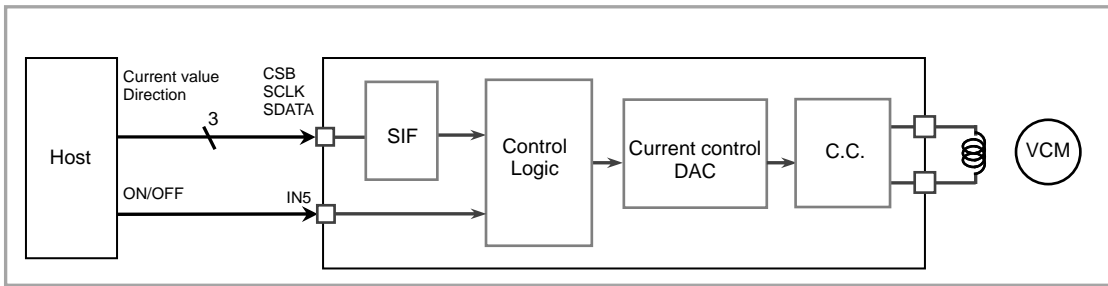 Host
Current value
Direction
3
CSB
SCLK
SDATA
ON/OFF
IN5
SIF
Control
Logic
Current control
DAC
C.C.
VCM